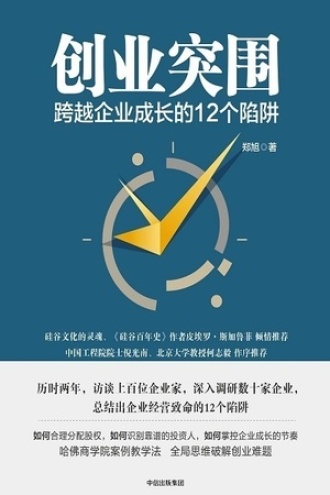 创业突围
跨越企业成长的12个陷阱
郑旭◎著
硅谷文化的灵魂、《硅谷百年史》作者皮埃罗·斯加鲁菲 倾情推荐
中国工程院院士倪光南、北京大学教授何志毅 作序推荐
历时两年，访谈上百位企业家，深入调研数十家企业，
总结出企业经营致命的12个陷阱
如何合理分配股权，如何识别靠谱的投资人，如何掌控企业成长的节奏
哈佛商学院案例教学法 全局思维破解创业难题
中信出版集团